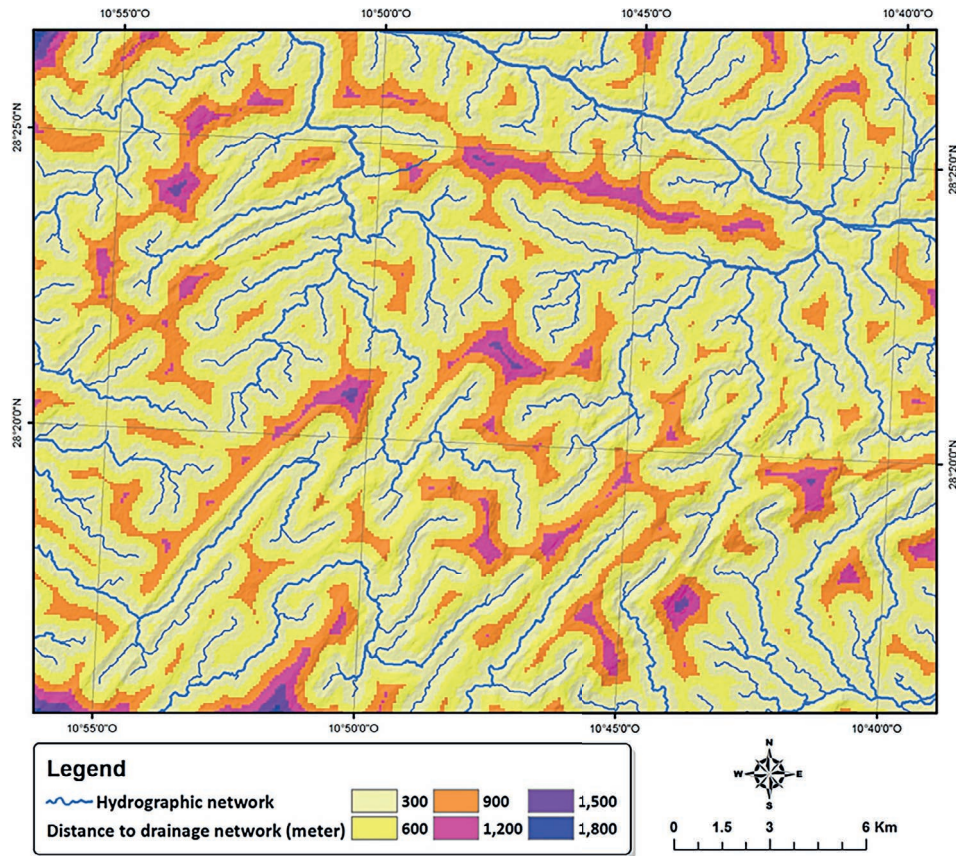 10°55'0"O 10°50'0"O 10°45'0"O 10°40'0"O
28°25'0"N
28°25'0"N
28°20'0"N
28°20'0"N
10°55'0"O 10°50'0"O 10°45'0"O 10°40'0"O
Legend
Hydrographic network
Distance to drainage network (meter)
300 900 1,500
600 1,200 1,800
N
W E
S
0 1.5 3 6 Km